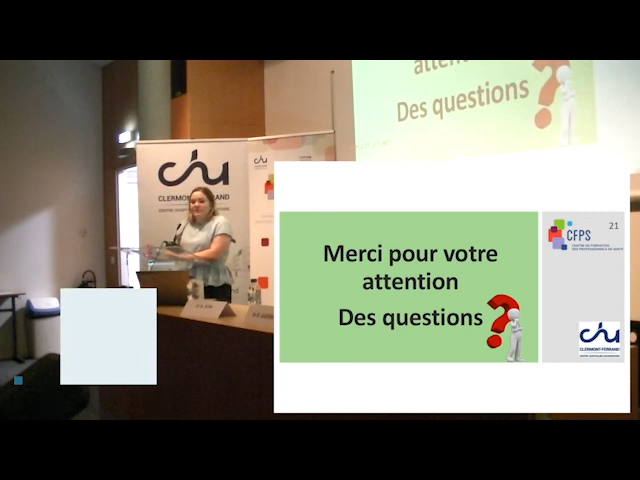 Des questions
chu
CLERMONT-FERRAND
chu
Merci pour votre
attention
Des questions
21
CFPS
CENTRE DE FORMATION
DES PROFESSIONNELS DE SANTÉ
chu
CLERMONT-FERRAND